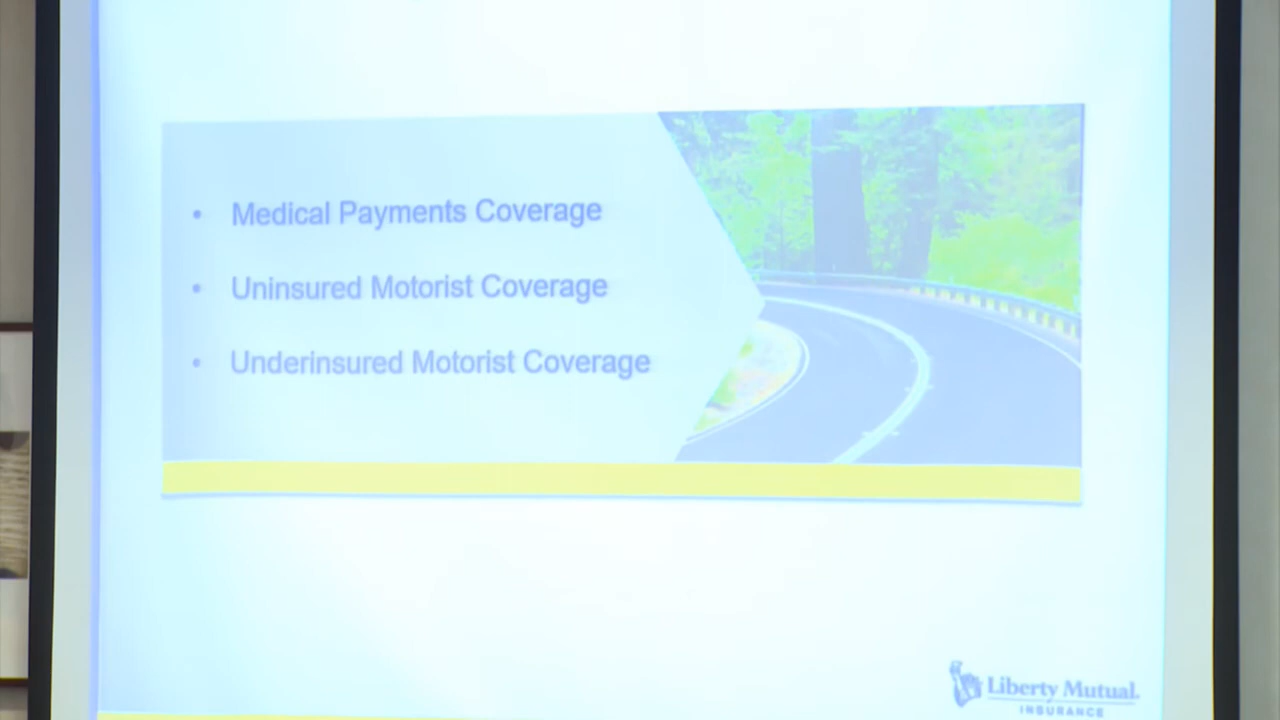 • Medical Payments Coverage
• Uninsured Motorist Coverage
• Underinsured Motorist Coverage
Liberty Mutual.
INSURANCE